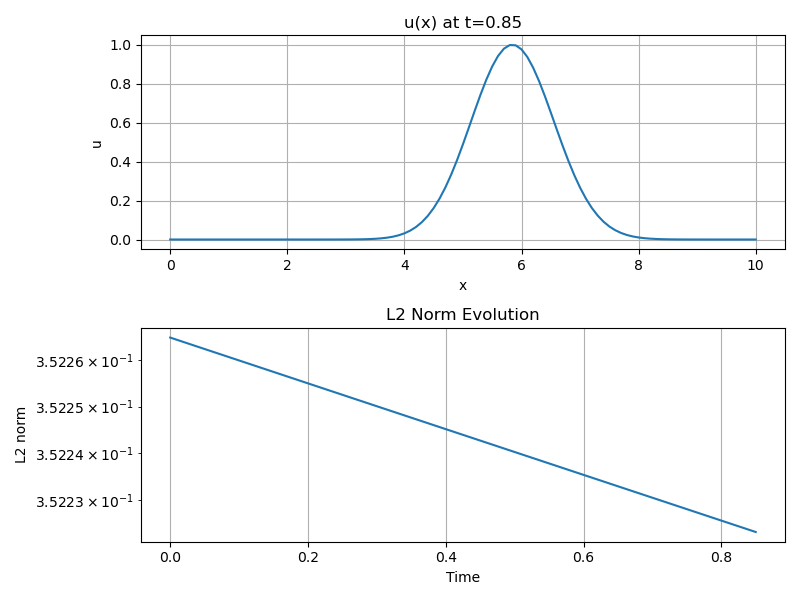 u(x) at t=0.85
1.0
0.8
0.6
0.4
0.2
0.0
u
0 2 4 6 8 10
x
L2 Norm Evolution
3.5226 × 10⁻¹
3.5225 × 10⁻¹
3.5224 × 10⁻¹
3.5223 × 10⁻¹
L2 norm
0.0 0.2 0.4 0.6 0.8
Time